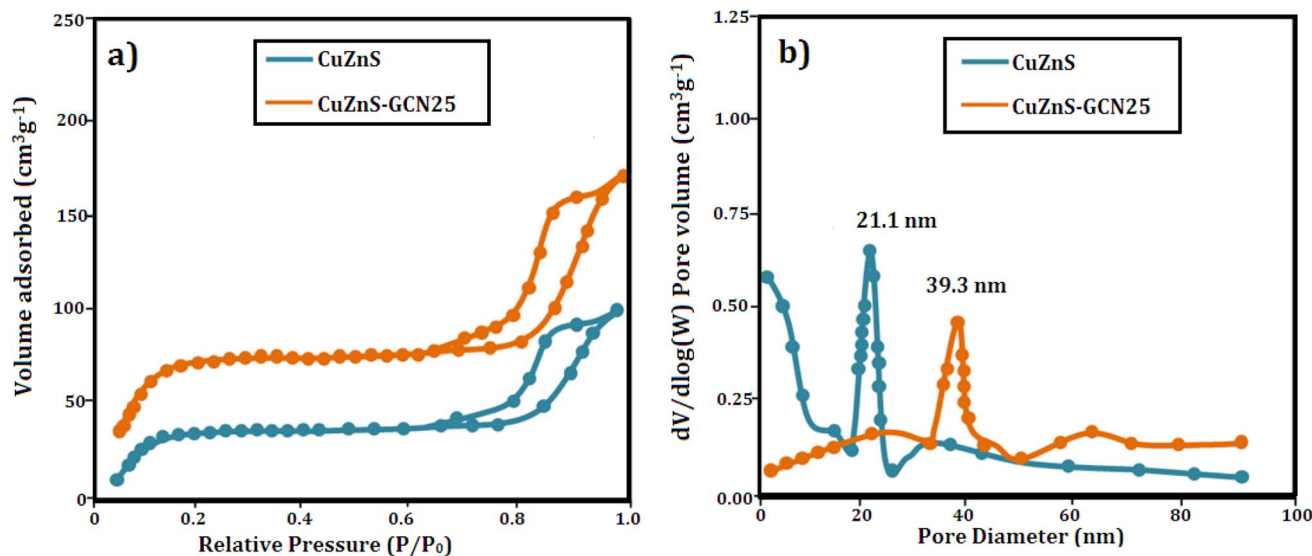 a)
CuZnS
CuZnS-GCN25
Volume adsorbed (cm³g⁻¹)
250
200
150
100
50
0
0 0.2 0.4 0.6 0.8 1.0
Relative Pressure (P/P₀)
b)
CuZnS
CuZnS-GCN25
21.1 nm
39.3 nm
dV/dlog(W) Pore volume (cm³g⁻¹)
1.25
1.00
0.75
0.50
0.25
0.00
0 20 40 60 80 100
Pore Diameter (nm)